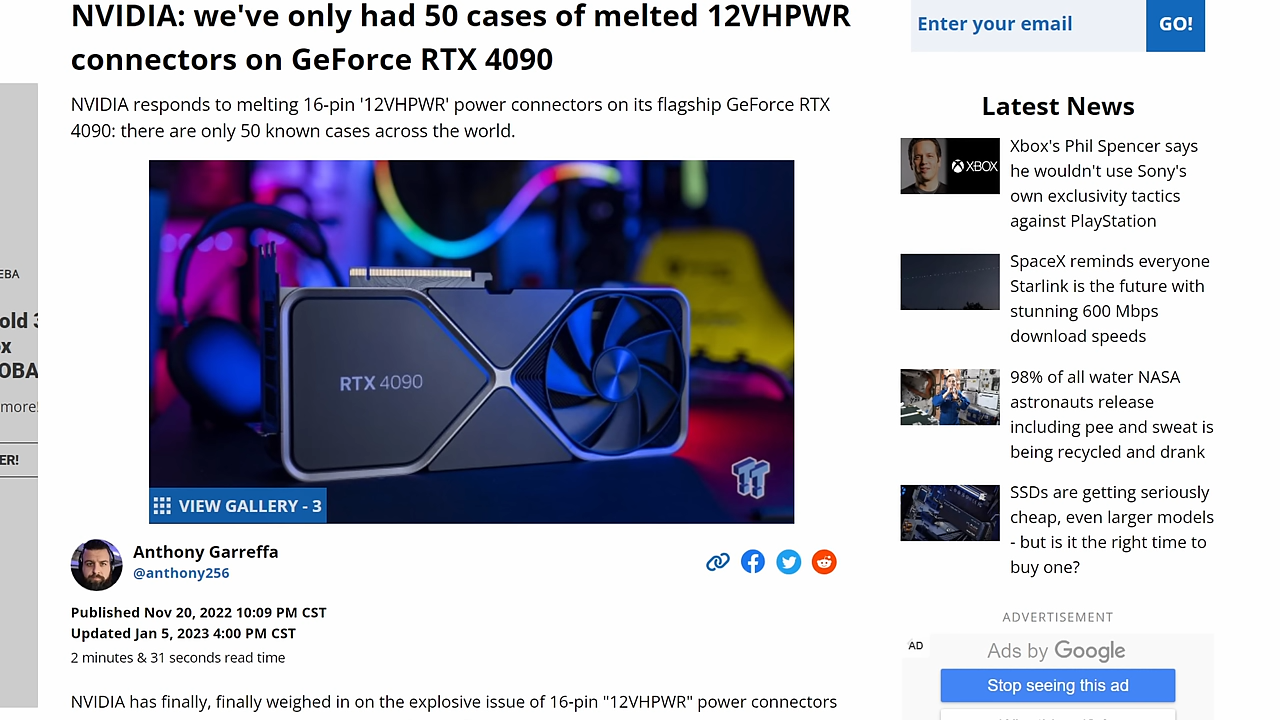 NVIDIA: we've only had 50 cases of melted 12VHPWR
connectors on GeForce RTX 4090
NVIDIA responds to melting 16-pin '12VHPWR' power connectors on its flagship GeForce RTX
4090: there are only 50 known cases across the world.
RTX 4090
VIEW GALLERY - 3
Anthony Garreffa
@anthony256
Published Nov 20, 2022 10:09 PM CST
Updated Jan 5, 2023 4:00 PM CST
2 minutes & 31 seconds read time
NVIDIA has finally, finally weighed in on the explosive issue of 16-pin "12VHPWR" power connectors
EBA
old 3
ox
OBA
more!
ER!
Enter your email
GO!
Latest News
XBOX
Xbox's Phil Spencer says
he wouldn't use Sony's
own exclusivity tactics
against PlayStation
SpaceX reminds everyone
Starlink is the future with
stunning 600 Mbps
download speeds
98% of all water NASA
astronauts release
including pee and sweat is
being recycled and drank
SSDs are getting seriously
cheap, even larger models
- but is it the right time to
buy one?
ADVERTISEMENT
AD
Ads by Google
Stop seeing this ad